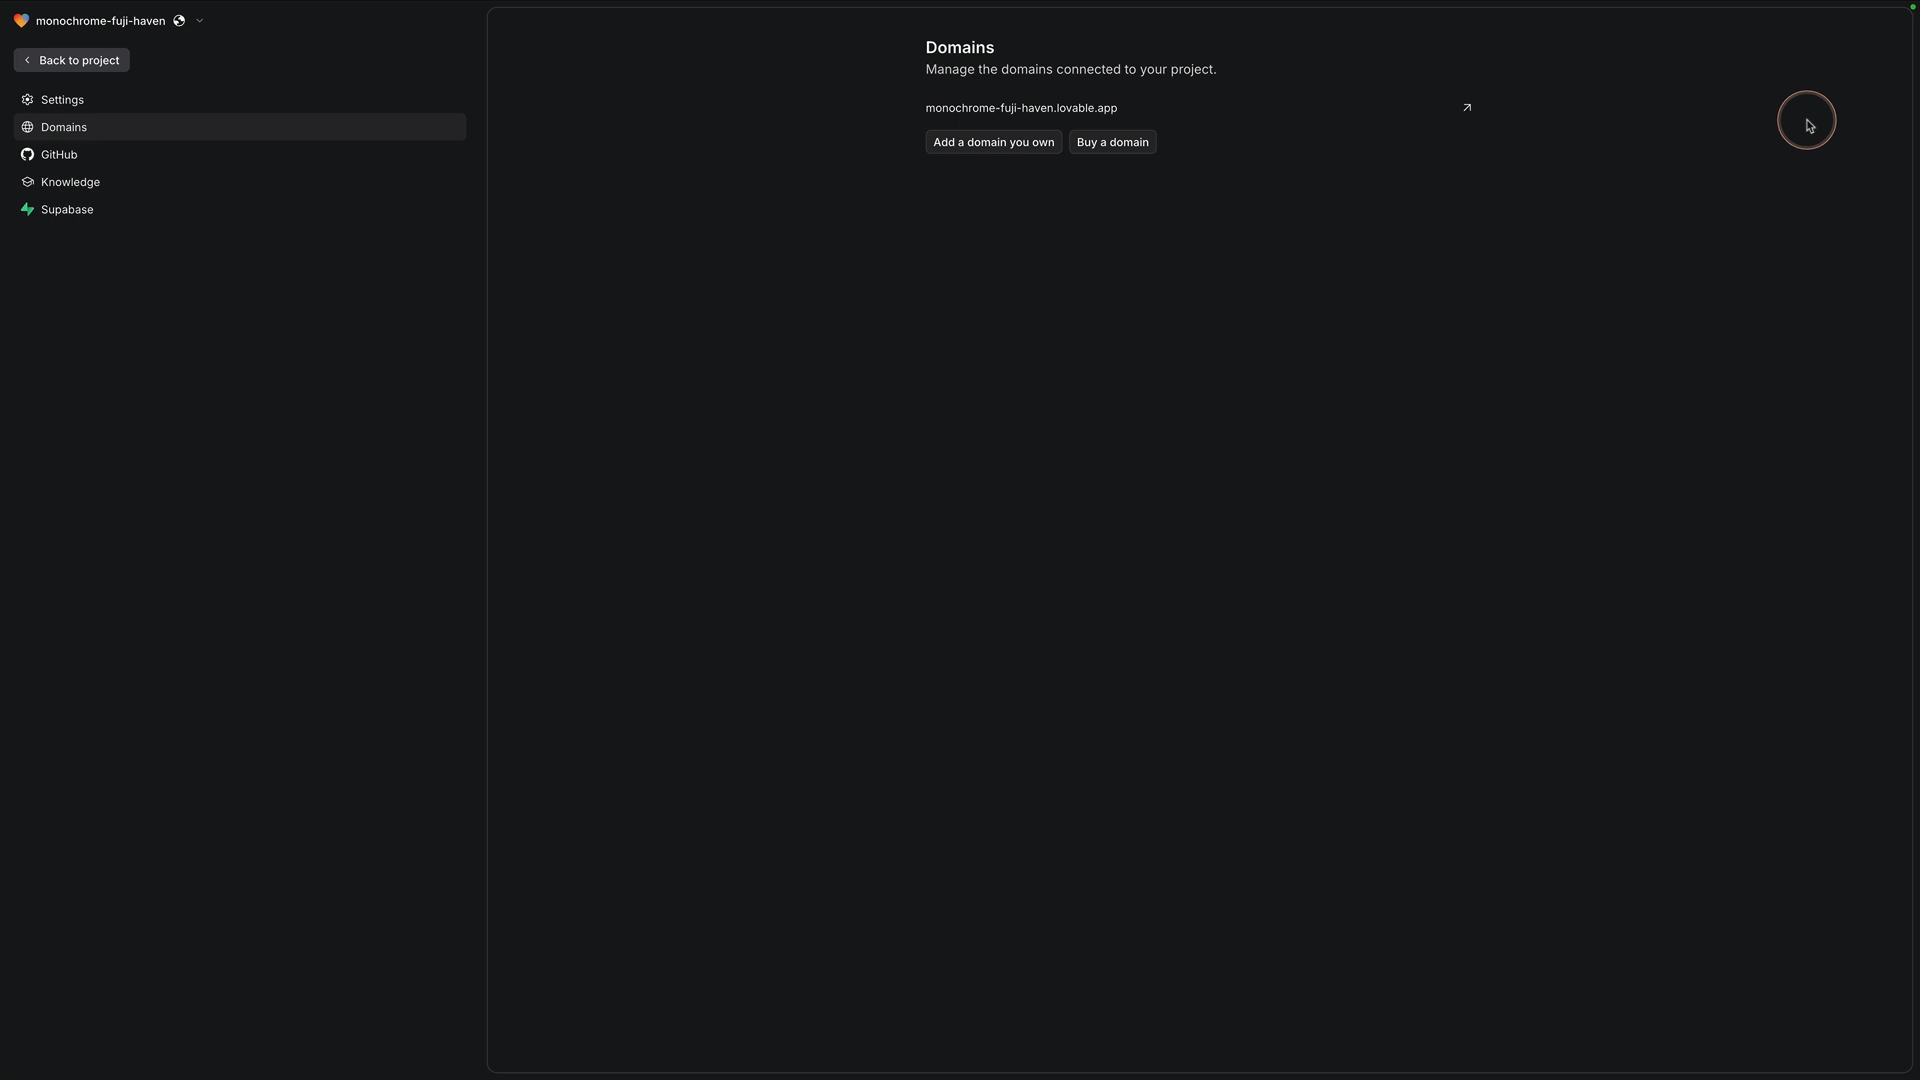 monochrome-fuji-haven
Back to project
Settings
Domains
GitHub
Knowledge
Supabase
Domains
Manage the domains connected to your project.
monochrome-fuji-haven.lovable.app
Add a domain you own
Buy a domain